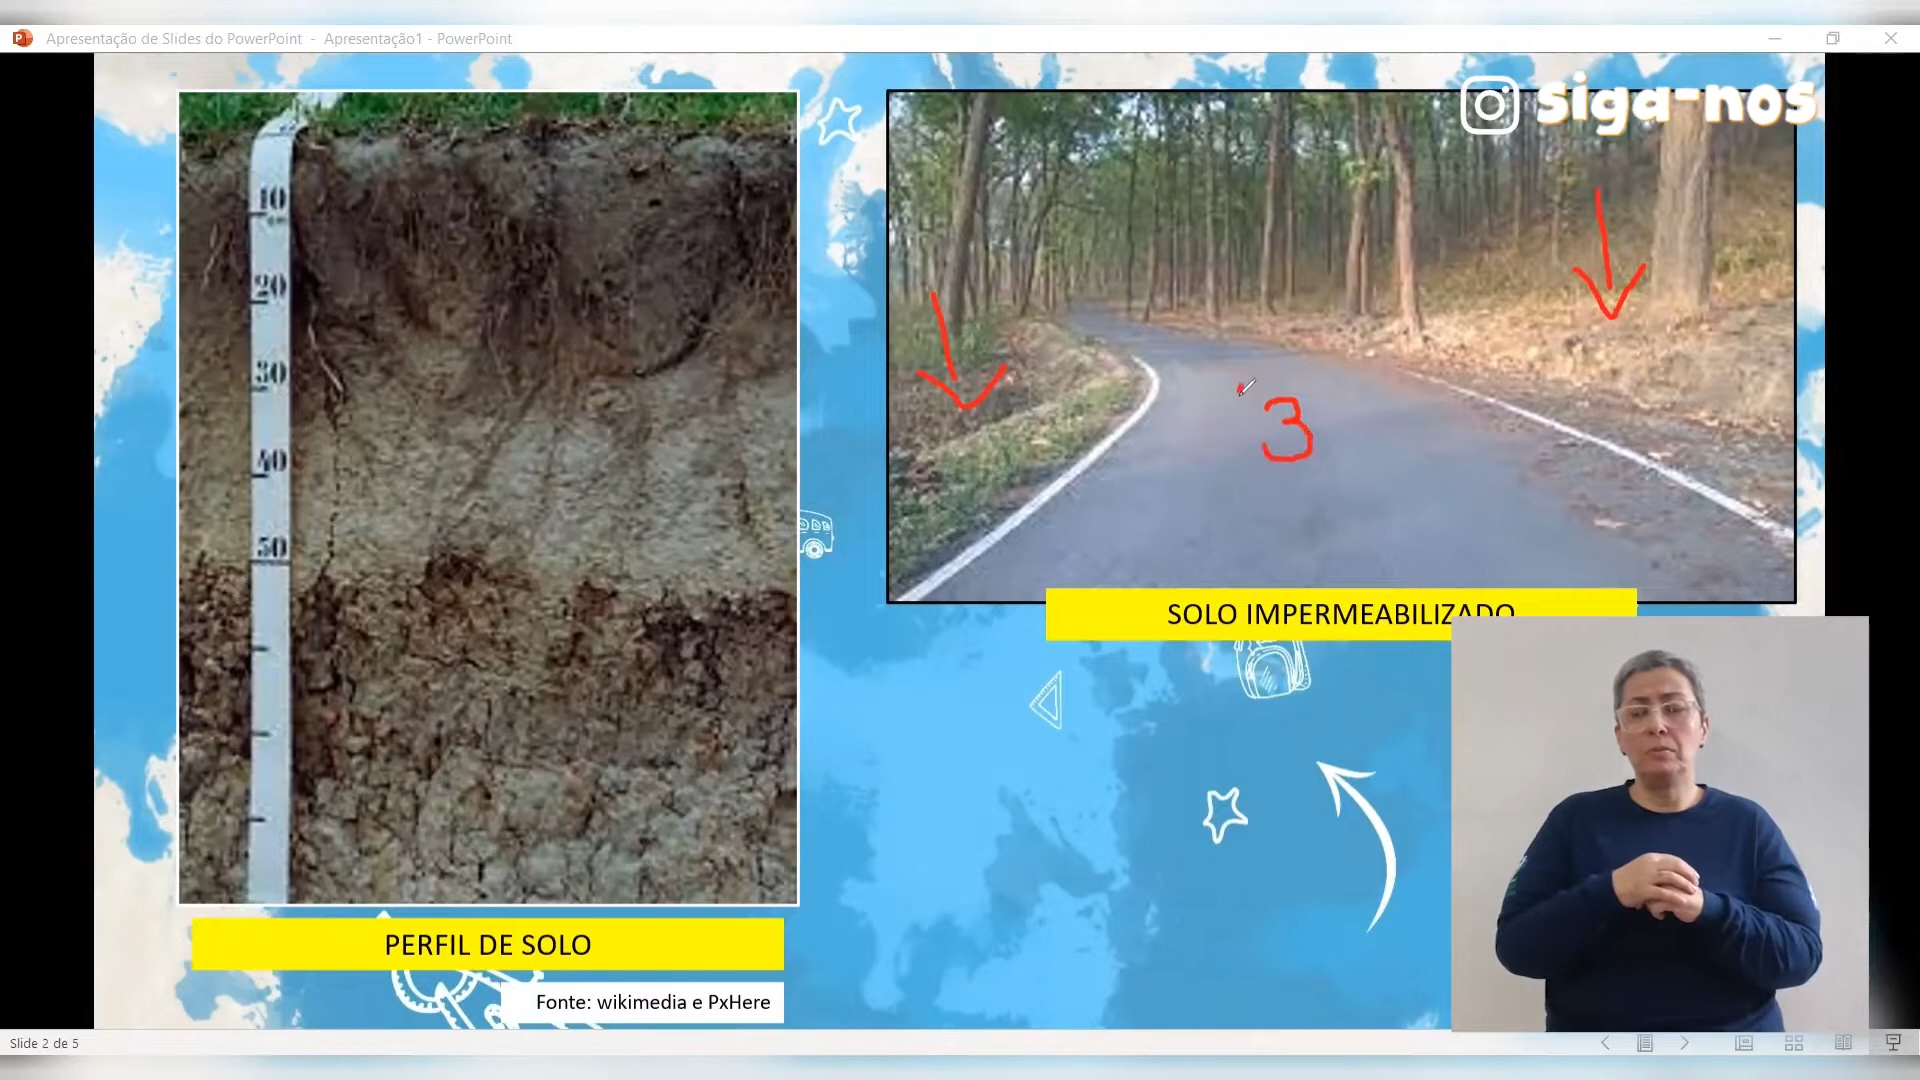 Apresentação de Slides do PowerPoint - Apresentação1 - PowerPoint
siga-nos
10
20
30
40
50
3
SOLO IMPERMEABILIZADO
PERFIL DE SOLO
Fonte: wikimedia e PxHere
Slide 2 de 5